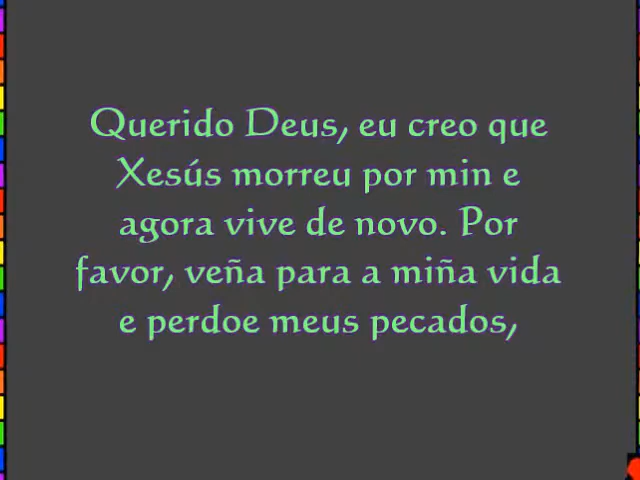 Querido Deus, eu creo que
Xesús morreu por min e
agora vive de novo. Por
favor, veña para a miña vida
e perdoe meus pecados,